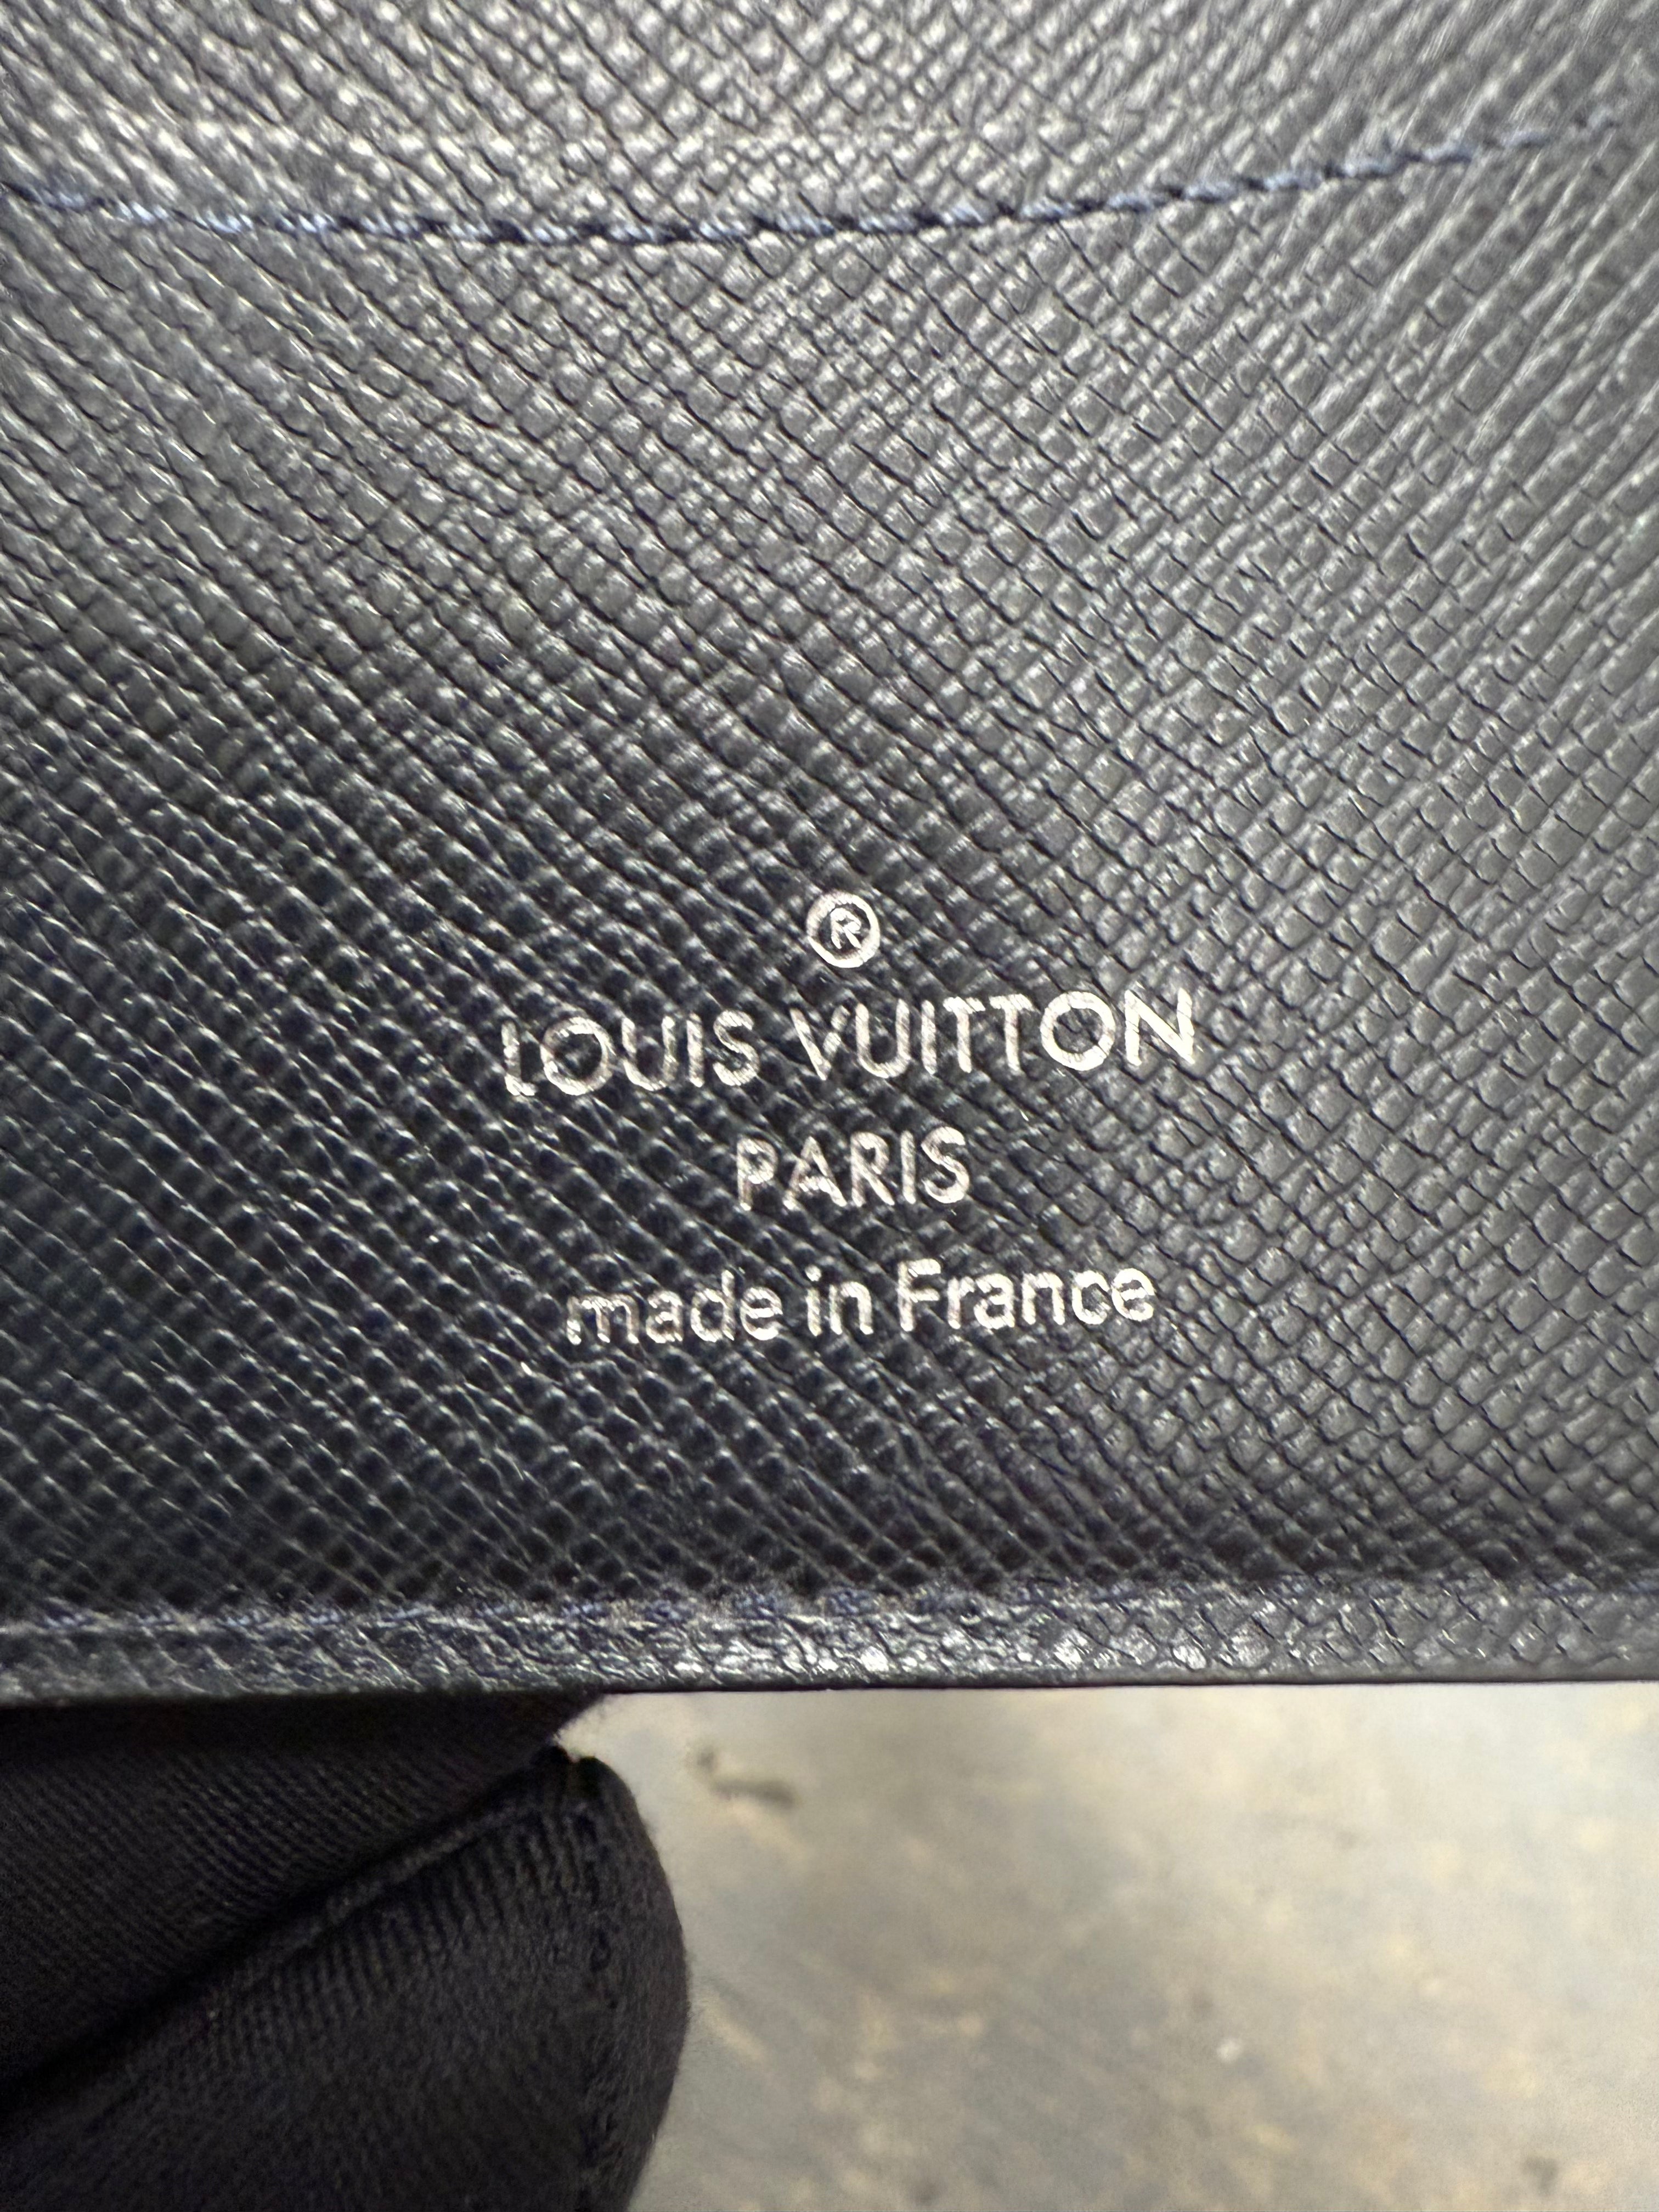 ®
LOUIS VUITTON
PARIS
made in France